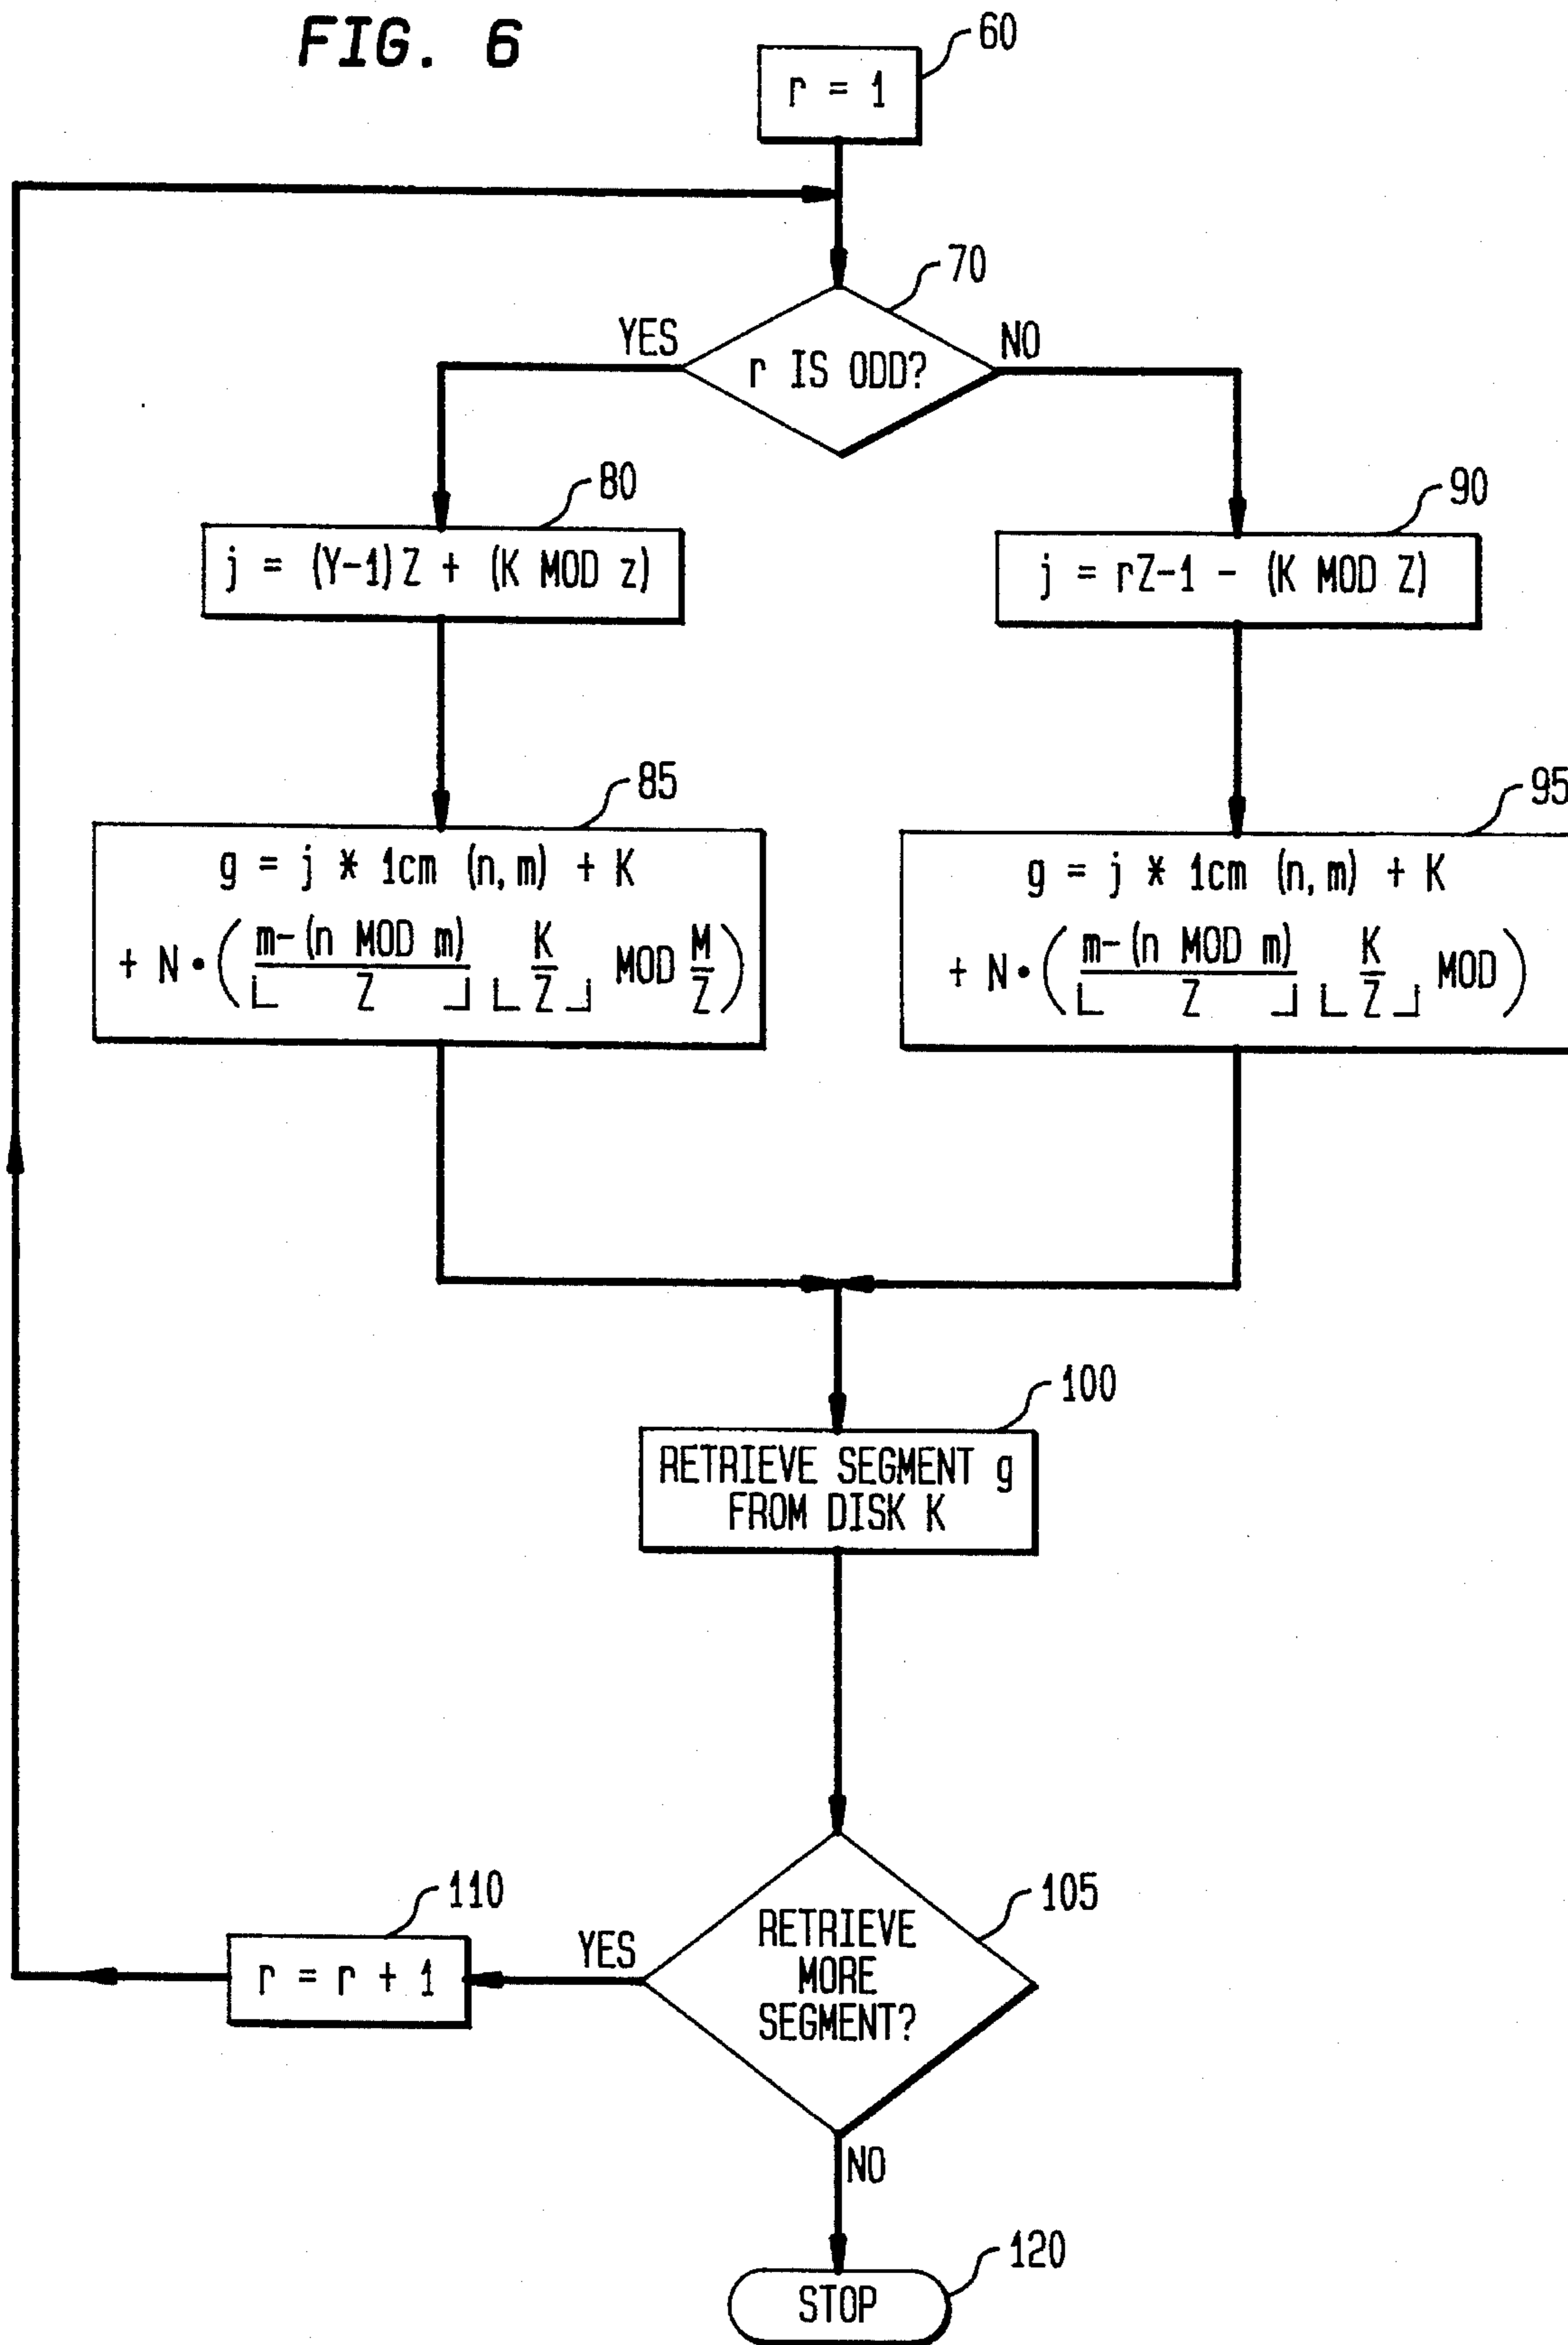 FIG. 6
60
r = 1
70
YES
r IS ODD?
NO
80
j = (Y-1)Z + (K MOD z)
90
j = rZ-1 - (K MOD Z)
85
g = j * 1cm (n,m) + K
+ N•(⌊m-(n MOD m)/Z⌋ ⌊K/Z⌋ MOD M/Z)
95
g = j * 1cm (n,m) + K
+ N•(⌊m-(n MOD m)/Z⌋ ⌊K/Z⌋ MOD)
100
RETRIEVE SEGMENT g
FROM DISK K
105
RETRIEVE
MORE
SEGMENT?
YES
110
r = r + 1
NO
120
STOP